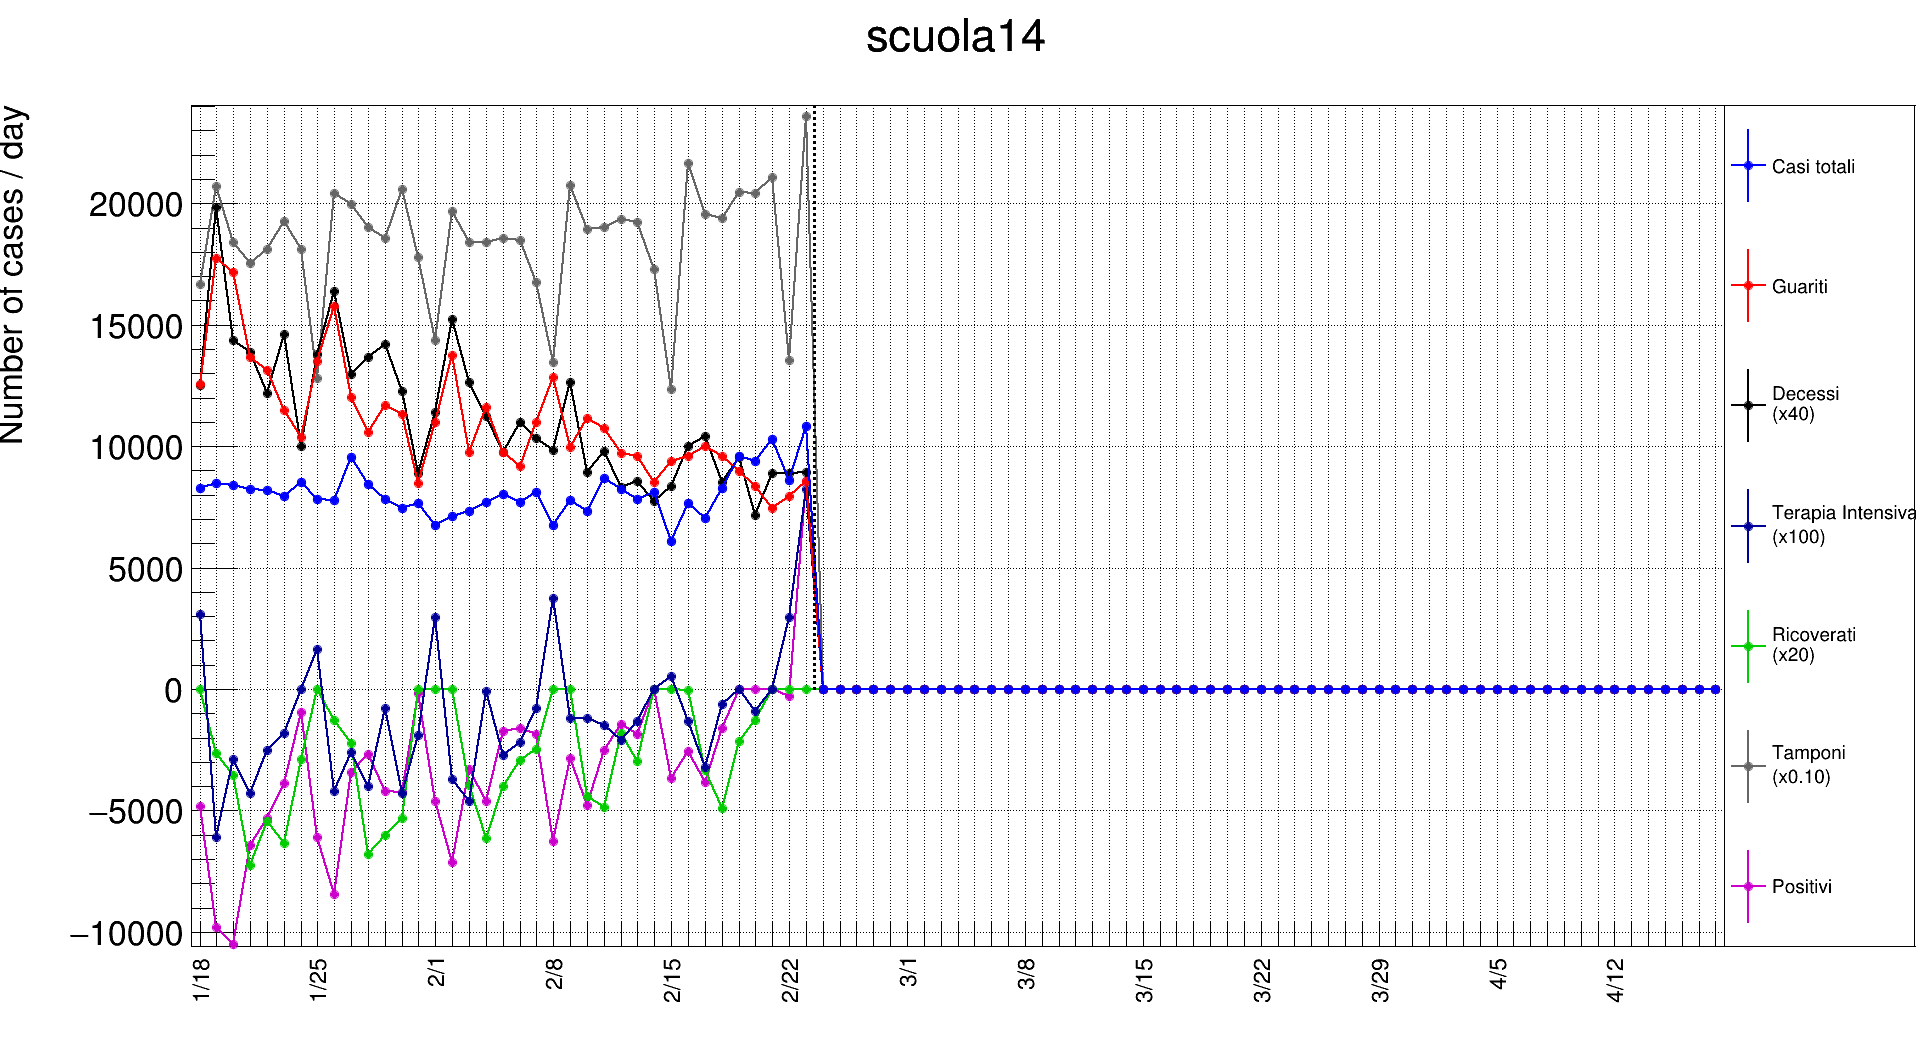 scuola14
Number of cases / day
20000
15000
10000
5000
0
−5000
−10000
1/18
1/25
2/1
2/8
2/15
2/22
3/1
3/8
3/15
3/22
3/29
4/5
4/12
Casi totali
Guariti
Decessi
(x40)
Terapia Intensiva
(x100)
Ricoverati
(x20)
Tamponi
(x0.10)
Positivi